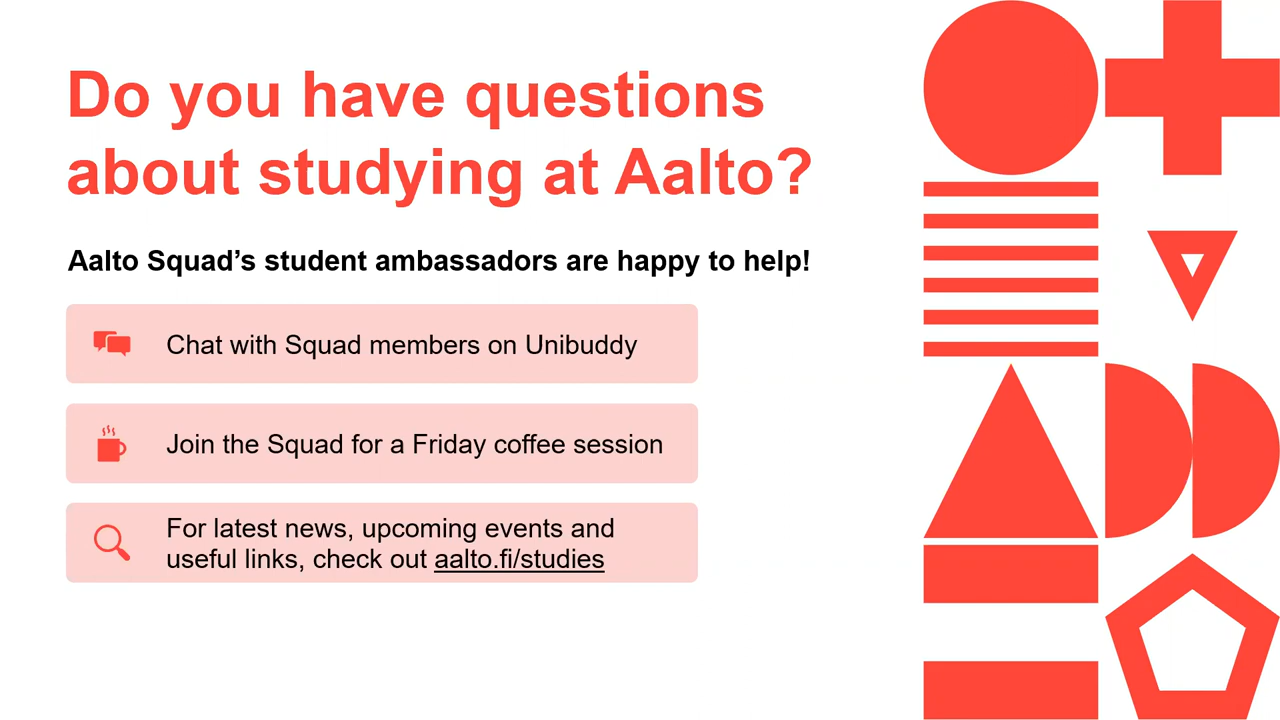 Do you have questions
about studying at Aalto?
Aalto Squad’s student ambassadors are happy to help!
Chat with Squad members on Unibuddy
Join the Squad for a Friday coffee session
For latest news, upcoming events and
useful links, check out aalto.fi/studies